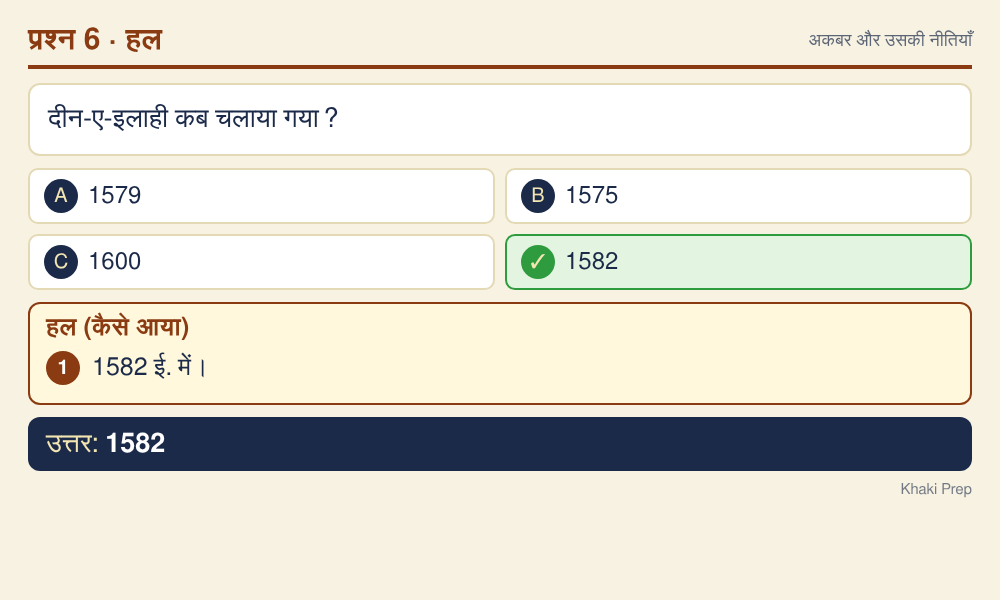 प्रश्न 6 · हल
अकबर और उसकी नीतियाँ
दीन-ए-इलाही कब चलाया गया ?
A 1579
B 1575
C 1600
✓ 1582
हल (कैसे आया)
1 1582 ई. में।
उत्तर: 1582
Khaki Prep